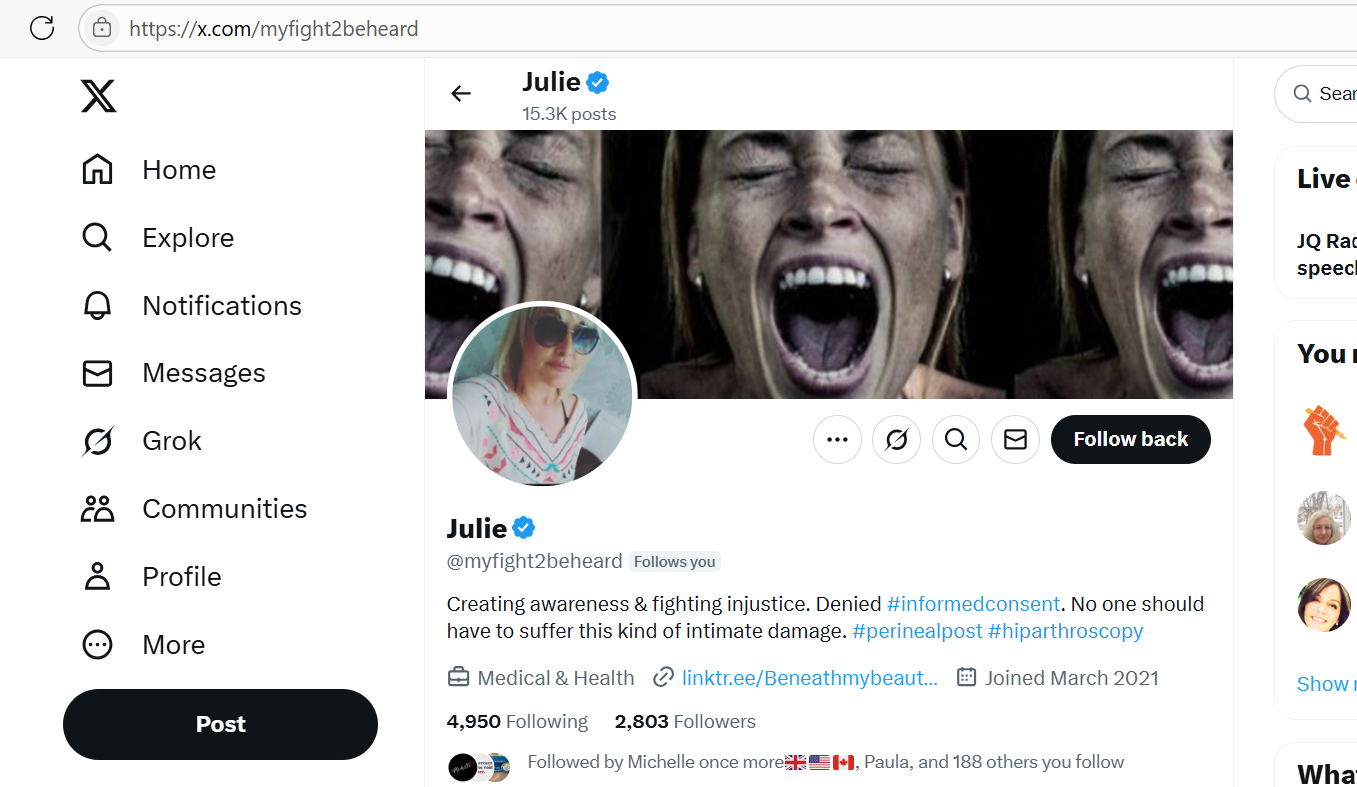 https://x.com/myfight2beheard
Julie
15.3K posts
Home
Explore
Notifications
Messages
Grok
Communities
Profile
More
Post
Follow back
Julie
@myfight2beheard Follows you
Creating awareness & fighting injustice. Denied #informedconsent. No one should
have to suffer this kind of intimate damage. #perinealpost #hiparthroscopy
Medical & Health linktr.ee/Beneathmybeaut... Joined March 2021
4,950 Following 2,803 Followers
Followed by Michelle once more🇬🇧🇺🇸🇨🇦, Paula, and 188 others you follow
Live
JQ
speech
You
Show